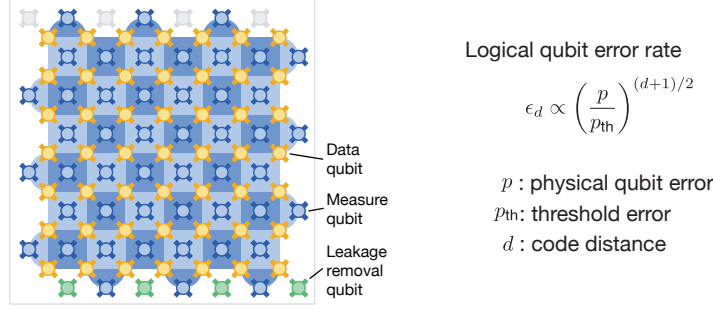 Data
qubit
Measure
qubit
Leakage
removal
qubit
Logical qubit error rate
ϵ_d ∝ (p/p_th)^{(d+1)/2}
p : physical qubit error
p_th: threshold error
d : code distance